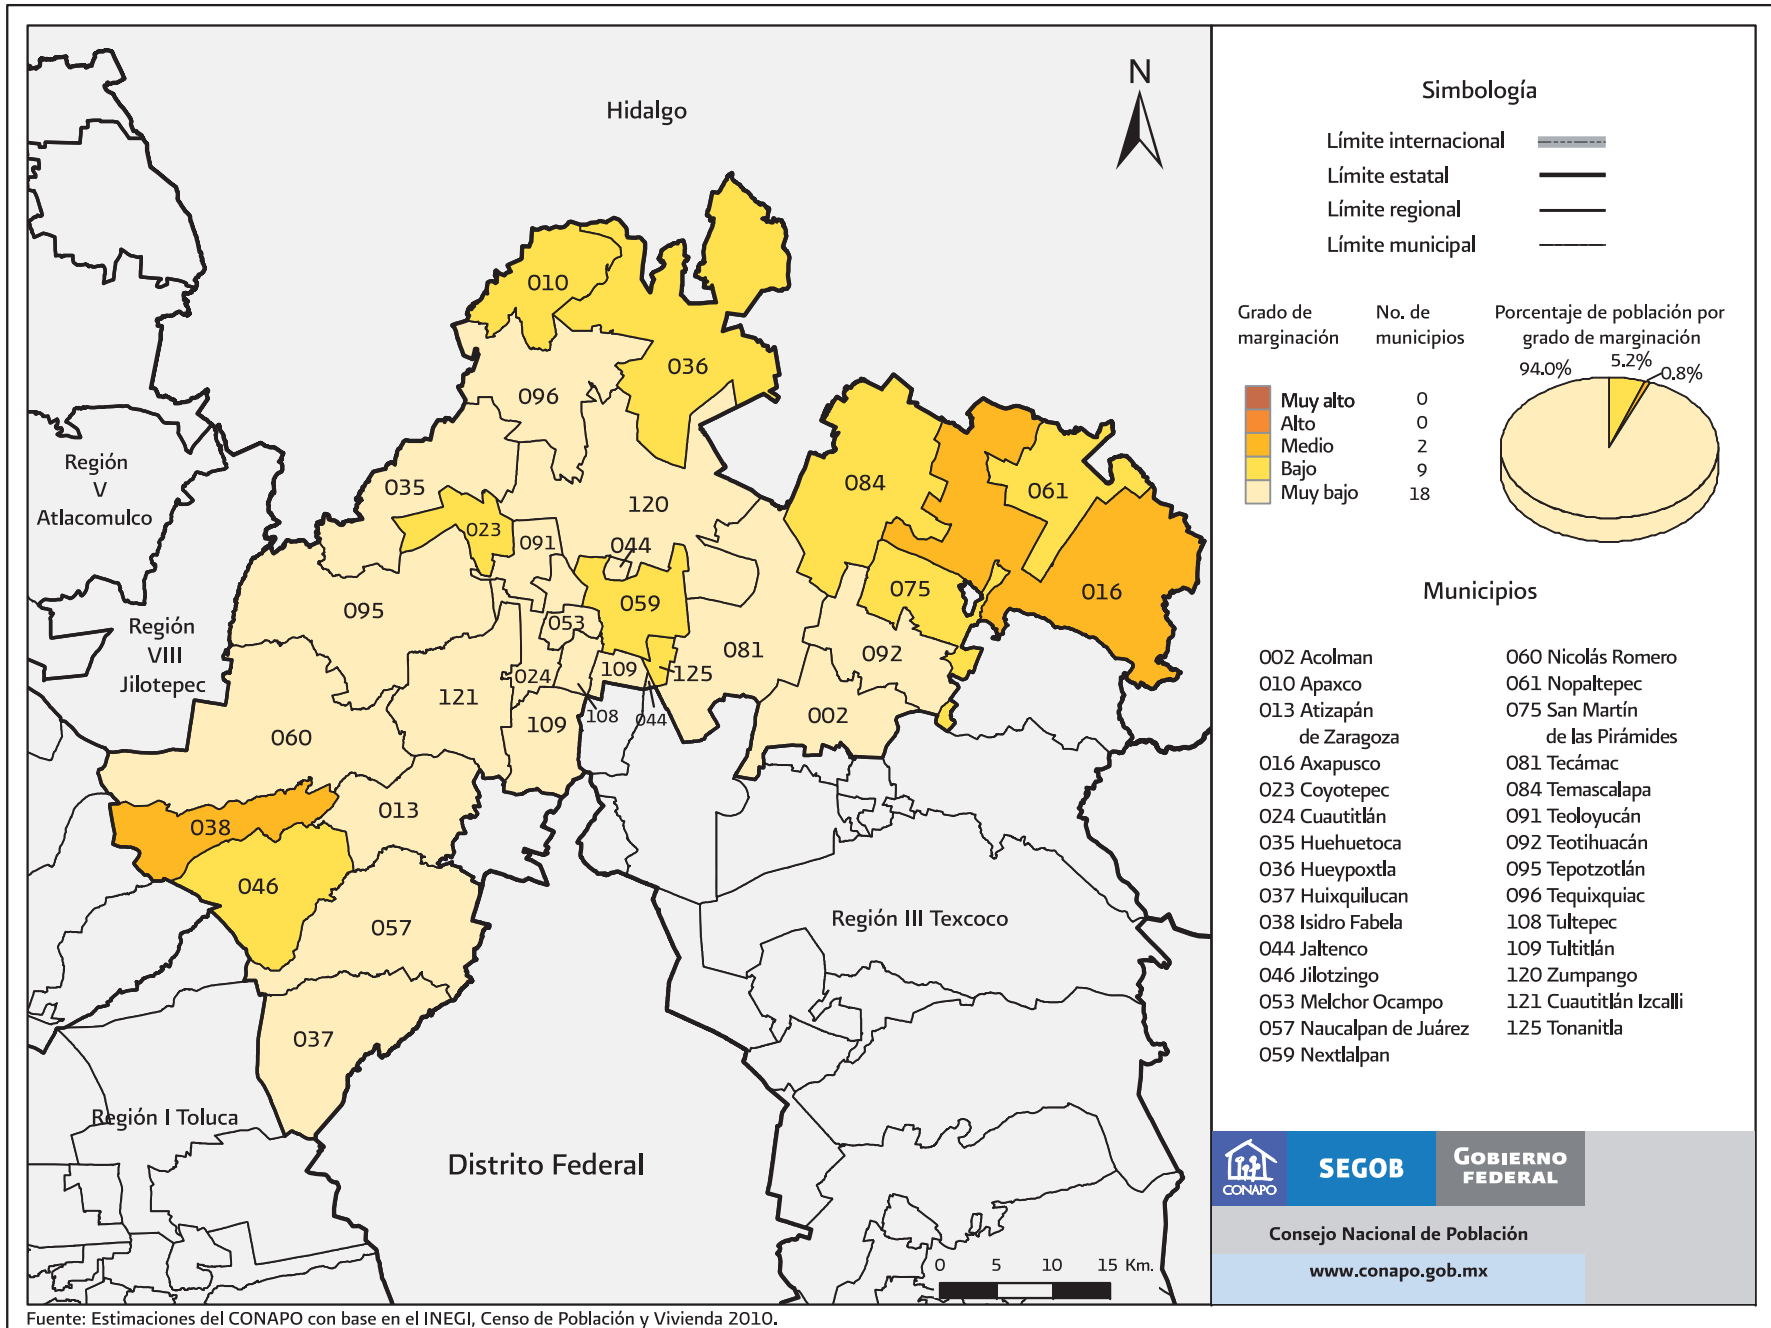 Hidalgo
N
010
036
096
035
023
091
120
044
084
061
016
075
095
059
053
081
092
024
109
125
121
108
044
109
002
060
013
038
046
057
037
Región
V
Atlacomulco
Región
VIII
Jilotepec
Región III Texcoco
Región I Toluca
Distrito Federal
0 5 10 15 Km.
Simbología
Límite internacional
Límite estatal
Límite regional
Límite municipal
Grado de
marginación
No. de
municipios
Porcentaje de población por
grado de marginación
94.0%
5.2%
0.8%
Muy alto 0
Alto 0
Medio 2
Bajo 9
Muy bajo 18
Municipios
002 Acolman
010 Apaxco
013 Atizapán
de Zaragoza
016 Axapusco
023 Coyotepec
024 Cuautitlán
035 Huehuetoca
036 Hueypoxtla
037 Huixquilucan
038 Isidro Fabela
044 Jaltenco
046 Jilotzingo
053 Melchor Ocampo
057 Naucalpan de Juárez
059 Nextlalpan
060 Nicolás Romero
061 Nopaltepec
075 San Martín
de las Pirámides
081 Tecámac
084 Temascalapa
091 Teoloyucán
092 Teotihuacán
095 Tepotzotlán
096 Tequixquiac
108 Tultepec
109 Tultitlán
120 Zumpango
121 Cuautitlán Izcalli
125 Tonanitla
CONAPO
SEGOB
GOBIERNO
FEDERAL
Consejo Nacional de Población
www.conapo.gob.mx
Fuente: Estimaciones del CONAPO con base en el INEGI, Censo de Población y Vivienda 2010.